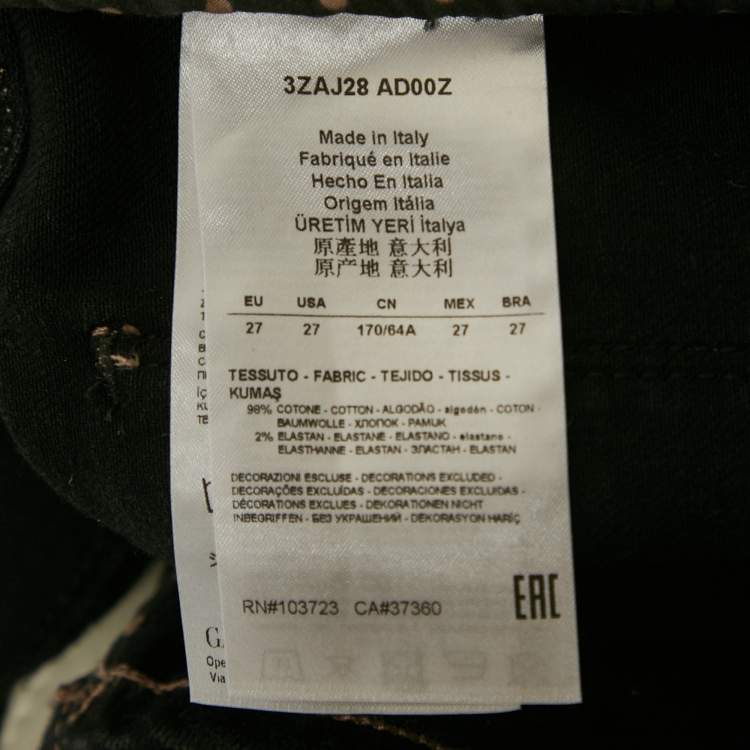 3ZAJ28 AD00Z
Made in Italy
Fabriqué en Italie
Hecho En Italia
Origem Itália
ÜRETİM YERİ İtalya
原產地 意大利
原产地 意大利
EU USA CN MEX BRA
27 27 170/64A 27 27
TESSUTO - FABRIC - TEJIDO - TISSUS -
KUMAŞ
98% COTONE - COTTON - ALGODÃO - algodón - COTON -
BAUMWOLLE - ХЛОПОК - PAMUK
2% ELASTAN - ELASTANE - ELASTANO - elastano -
ELASTHANNE - ELASTAN - ЭЛАСТАН - ELASTAN
DECORAZIONI ESCLUSE - DECORATIONS EXCLUDED -
DECORAÇÕES EXCLUÍDAS - DECORACIONES EXCLUIDAS -
DÉCORATIONS EXCLUES - DEKORATIONEN NICHT
INBEGRIFFEN - БЕЗ УКРАШЕНИЙ - DEKORASYON HARİÇ
RN#103723 CA#37360
EAC
G.
Ope
Via